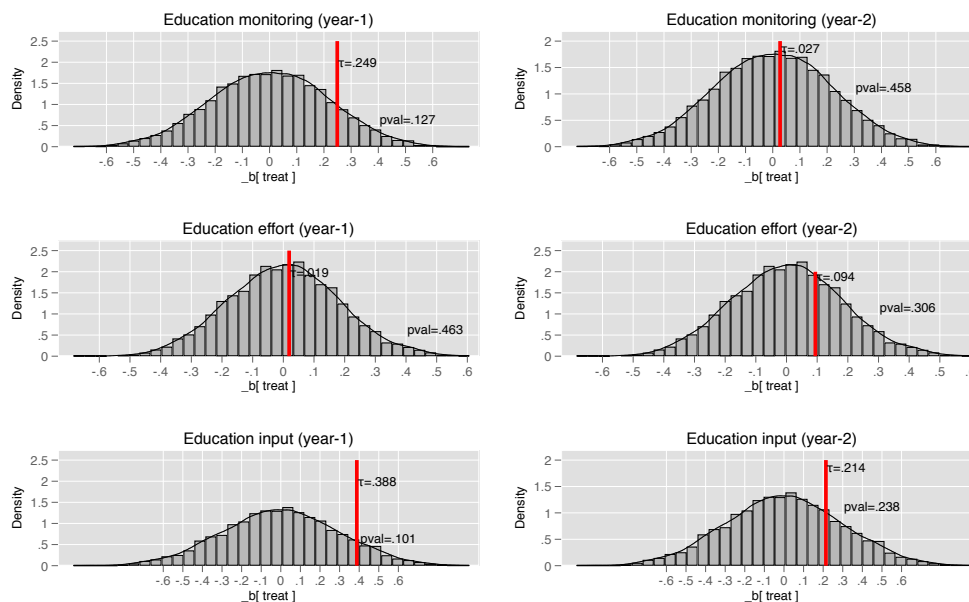 Education monitoring (year-1)
2.5
2
1.5
1
.5
0
Density
τ=.249
pval=.127
-.6 -.5 -.4 -.3 -.2 -.1 0 .1 .2 .3 .4 .5 .6
_b[ treat ]
Education monitoring (year-2)
2
1.5
1
.5
0
Density
τ=.027
pval=.458
-.6 -.5 -.4 -.3 -.2 -.1 0 .1 .2 .3 .4 .5 .6
_b[ treat ]
Education effort (year-1)
2.5
2
1.5
1
.5
0
Density
τ=.019
pval=.463
-.6 -.5 -.4 -.3 -.2 -.1 0 .1 .2 .3 .4 .5 .6
_b[ treat ]
Education effort (year-2)
2.5
2
1.5
1
.5
0
Density
τ=.094
pval=.306
-.6 -.5 -.4 -.3 -.2 -.1 0 .1 .2 .3 .4 .5
_b[ treat ]
Education input (year-1)
2.5
2
1.5
1
.5
0
Density
τ=.388
pval=.101
-.6 -.5 -.4 -.3 -.2 -.1 0 .1 .2 .3 .4 .5 .6
_b[ treat ]
Education input (year-2)
2
1.5
1
.5
0
Density
τ=.214
pval=.238
-.6 -.5 -.4 -.3 -.2 -.1 0 .1 .2 .3 .4 .5 .6
_b[ treat ]